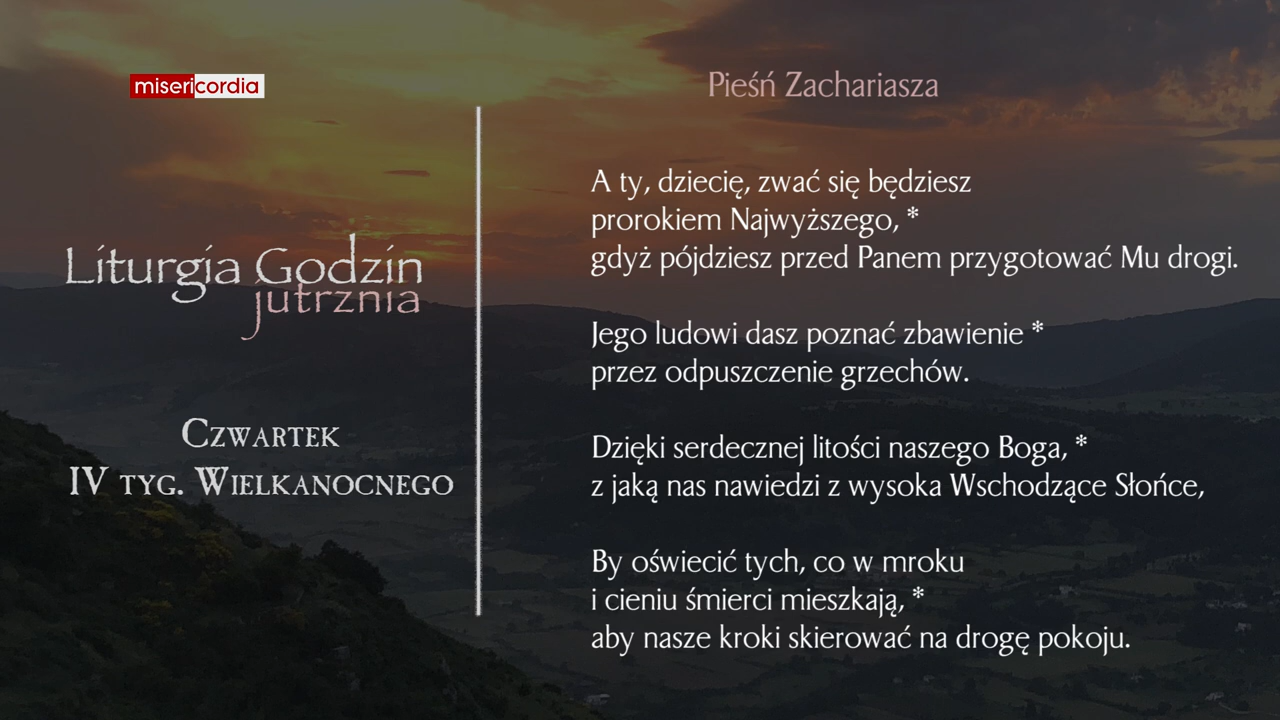 misericordia
Liturgia Godzin
jutrznia
Czwartek
IV tyg. Wielkanocnego
Pieśń Zachariasza
A ty, dziecię, zwać się będziesz
prorokiem Najwyższego, *
gdyż pójdziesz przed Panem przygotować Mu drogi.
Jego ludowi dasz poznać zbawienie *
przez odpuszczenie grzechów.
Dzięki serdecznej litości naszego Boga, *
z jaką nas nawiedzi z wysoka Wschodzące Słońce,
By oświecić tych, co w mroku
i cieniu śmierci mieszkają, *
aby nasze kroki skierować na drogę pokoju.